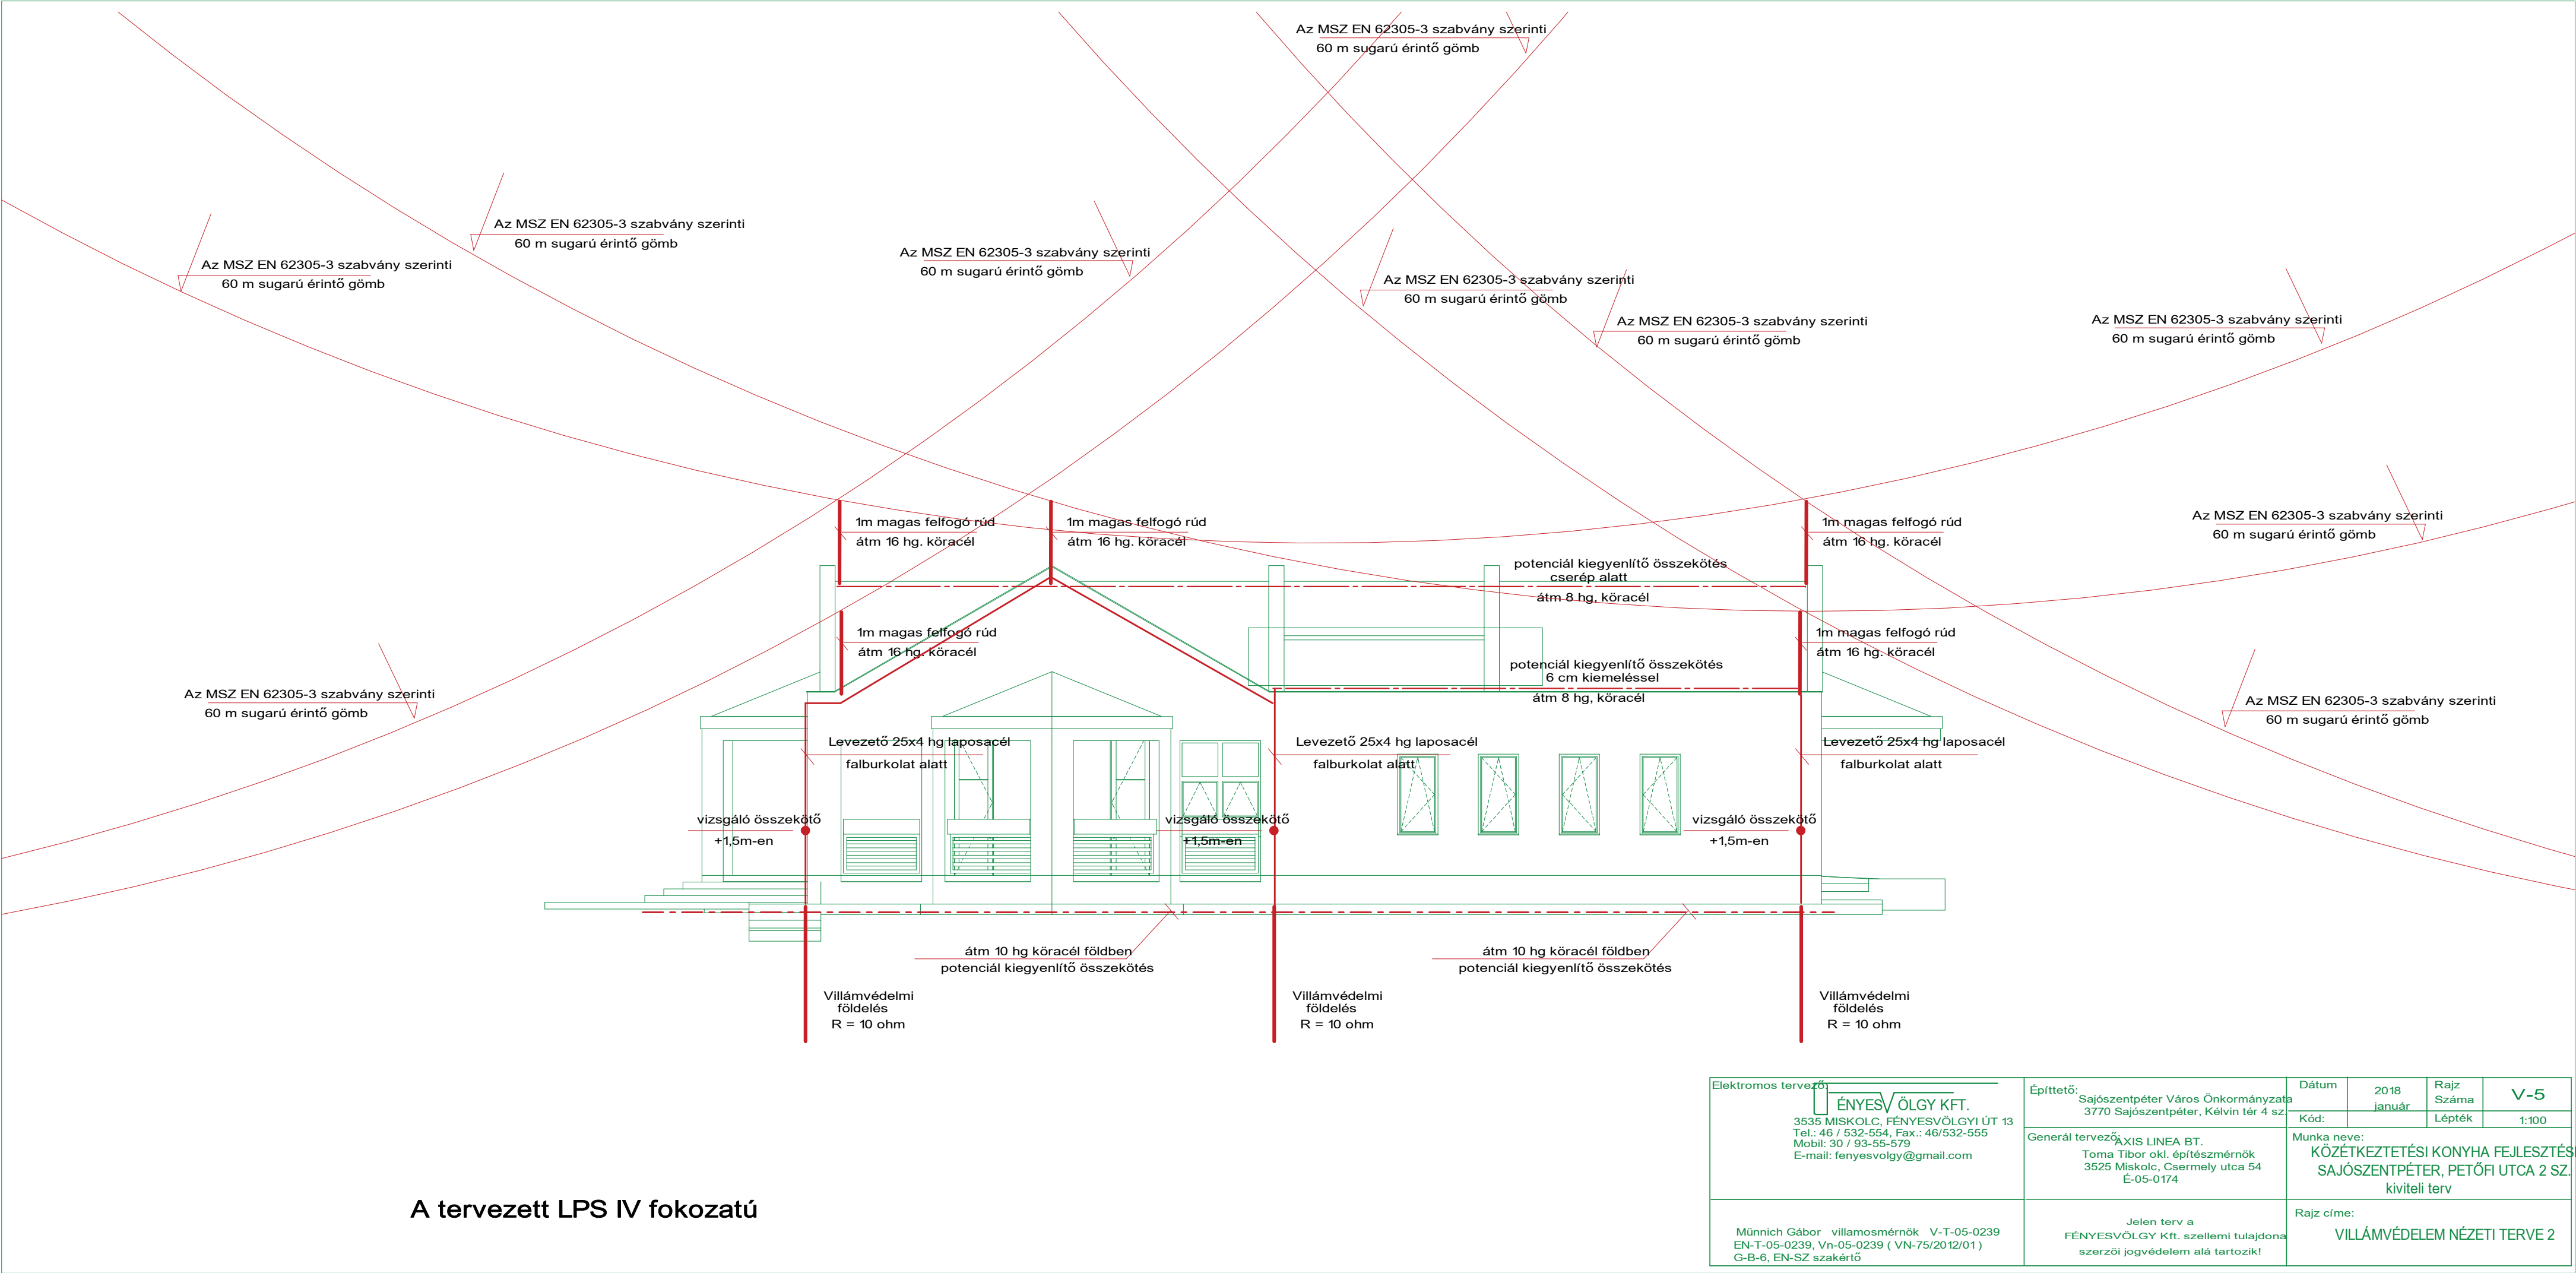 Az MSZ EN 62305-3 szabvány szerinti
60 m sugarú érintő gömb
Az MSZ EN 62305-3 szabvány szerinti
60 m sugarú érintő gömb
Az MSZ EN 62305-3 szabvány szerinti
60 m sugarú érintő gömb
Az MSZ EN 62305-3 szabvány szerinti
60 m sugarú érintő gömb
Az MSZ EN 62305-3 szabvány szerinti
60 m sugarú érintő gömb
Az MSZ EN 62305-3 szabvány szerinti
60 m sugarú érintő gömb
Az MSZ EN 62305-3 szabvány szerinti
60 m sugarú érintő gömb
Az MSZ EN 62305-3 szabvány szerinti
60 m sugarú érintő gömb
Az MSZ EN 62305-3 szabvány szerinti
60 m sugarú érintő gömb
Az MSZ EN 62305-3 szabvány szerinti
60 m sugarú érintő gömb
1m magas felfogó rúd
átm 16 hg. köracél
1m magas felfogó rúd
átm 16 hg. köracél
1m magas felfogó rúd
átm 16 hg. köracél
potenciál kiegyenlítő összekötés
cserép alatt
átm 8 hg, köracél
1m magas felfogó rúd
átm 16 hg. köracél
1m magas felfogó rúd
átm 16 hg. köracél
potenciál kiegyenlítő összekötés
6 cm kiemeléssel
átm 8 hg, köracél
Levezető 25x4 hg laposacél
falburkolat alatt
Levezető 25x4 hg laposacél
falburkolat alatt
Levezető 25x4 hg laposacél
falburkolat alatt
vizsgáló összekötő
+1,5m-en
vizsgáló összekötő
+1,5m-en
vizsgáló összekötő
+1,5m-en
átm 10 hg köracél földben
potenciál kiegyenlítő összekötés
átm 10 hg köracél földben
potenciál kiegyenlítő összekötés
Villámvédelmi
földelés
R = 10 ohm
Villámvédelmi
földelés
R = 10 ohm
Villámvédelmi
földelés
R = 10 ohm
A tervezett LPS IV fokozatú
Elektromos tervező:
FÉNYESVÖLGY KFT.
3535 MISKOLC, FÉNYESVÖLGYI ÚT 13
Tel.: 46 / 532-554, Fax.: 46/532-555
Mobil: 30 / 93-55-579
E-mail: fenyesvolgy@gmail.com
Münnich Gábor villamosmérnök V-T-05-0239
EN-T-05-0239, Vn-05-0239 ( VN-75/2012/01 )
G-B-6, EN-SZ szakértő
Építtető:
Sajószentpéter Város Önkormányzata
3770 Sajószentpéter, Kélvin tér 4 sz.
Generál tervező:
AXIS LINEA BT.
Toma Tibor okl. építészmérnök
3525 Miskolc, Csermely utca 54
É-05-0174
Jelen terv a
FÉNYESVÖLGY Kft. szellemi tulajdona
szerzöi jogvédelem alá tartozik!
Dátum
2018
január
Rajz
Száma
V-5
Kód:
Lépték
1:100
Munka neve:
KÖZÉTKEZTETÉSI KONYHA FEJLESZTÉS
SAJÓSZENTPÉTER, PETŐFI UTCA 2 SZ.
kiviteli terv
Rajz címe:
VILLÁMVÉDELEM NÉZETI TERVE 2